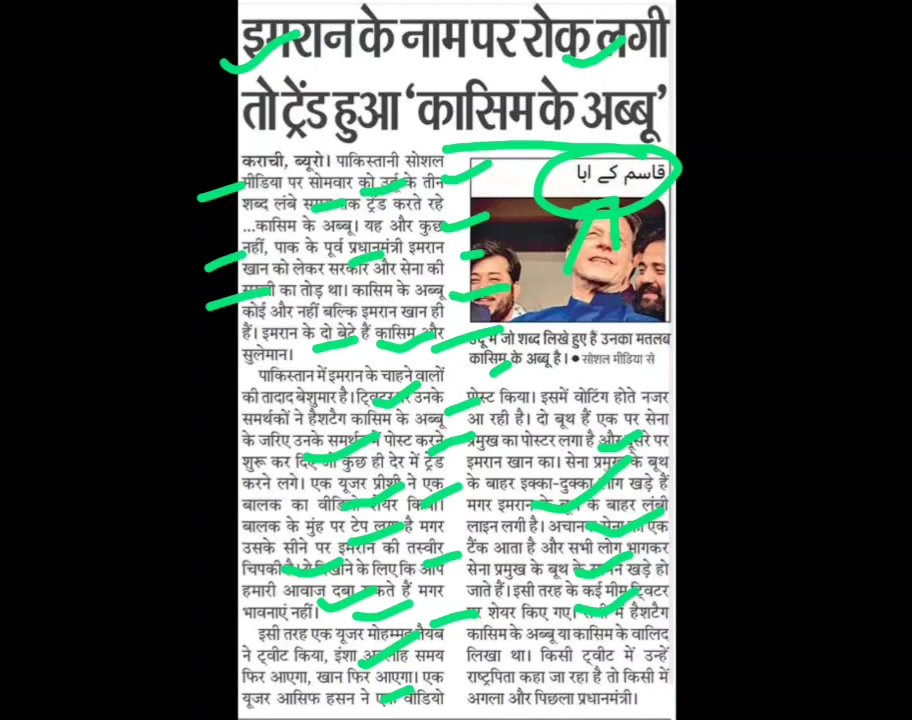 इमरान के नाम पर रोक लगी
तो ट्रेंड हुआ ‘कासिम के अब्बू’
कराची, ब्यूरो। पाकिस्तानी सोशल
मीडिया पर सोमवार को उर्दू के तीन
शब्द लंबे समय तक ट्रेंड करते रहे
...कासिम के अब्बू। यह और कुछ
नहीं, पाक के पूर्व प्रधानमंत्री इमरान
खान को लेकर सरकार और सेना की
का तोड़ था। कासिम के अब्बू
कोई और नहीं बल्कि इमरान खान ही
हैं। इमरान के दो बेटे हैं कासिम और
सुलेमान।
पाकिस्तान में इमरान के चाहने वालों
की तादाद बेशुमार है। ट्विटर पर उनके
समर्थकों ने हैशटैग कासिम के अब्बू
के जरिए उनके समर्थन में पोस्ट करने
शुरू कर दिए जो कुछ ही देर में ट्रेंड
करने लगे। एक यूजर प्रीशी ने एक
बालक का वीडियो शेयर किया।
बालक के मुंह पर टेप लगा है मगर
उसके सीने पर इमरान की तस्वीर
चिपकी है। ये दिखाने के लिए कि आप
हमारी आवाज दबा सकते हैं मगर
भावनाएं नहीं।
इसी तरह एक यूजर मोहम्मद तैयब
ने ट्वीट किया, इंशा अल्लाह समय
फिर आएगा, खान फिर आएगा। एक
यूजर आसिफ हसन ने एक वीडियो
قاسم کے ابا
उर्दू में जो शब्द लिखे हुए हैं उनका मतलब
कासिम के अब्बू है। ● सोशल मीडिया से
पोस्ट किया। इसमें वोटिंग होते नजर
आ रही है। दो बूथ हैं एक पर सेना
प्रमुख का पोस्टर लगा है और दूसरे पर
इमरान खान का। सेना प्रमुख के बूथ
के बाहर इक्का-दुक्का लोग खड़े हैं
मगर इमरान के बूथ के बाहर लंबी
लाइन लगी है। अचानक सेना का एक
टैंक आता है और सभी लोग भागकर
सेना प्रमुख के बूथ के सामने खड़े हो
जाते हैं। इसी तरह के कई मीम ट्विटर
पर शेयर किए गए। सभी में हैशटैग
कासिम के अब्बू या कासिम के वालिद
लिखा था। किसी ट्वीट में उन्हें
राष्ट्रपिता कहा जा रहा है तो किसी में
अगला और पिछला प्रधानमंत्री।